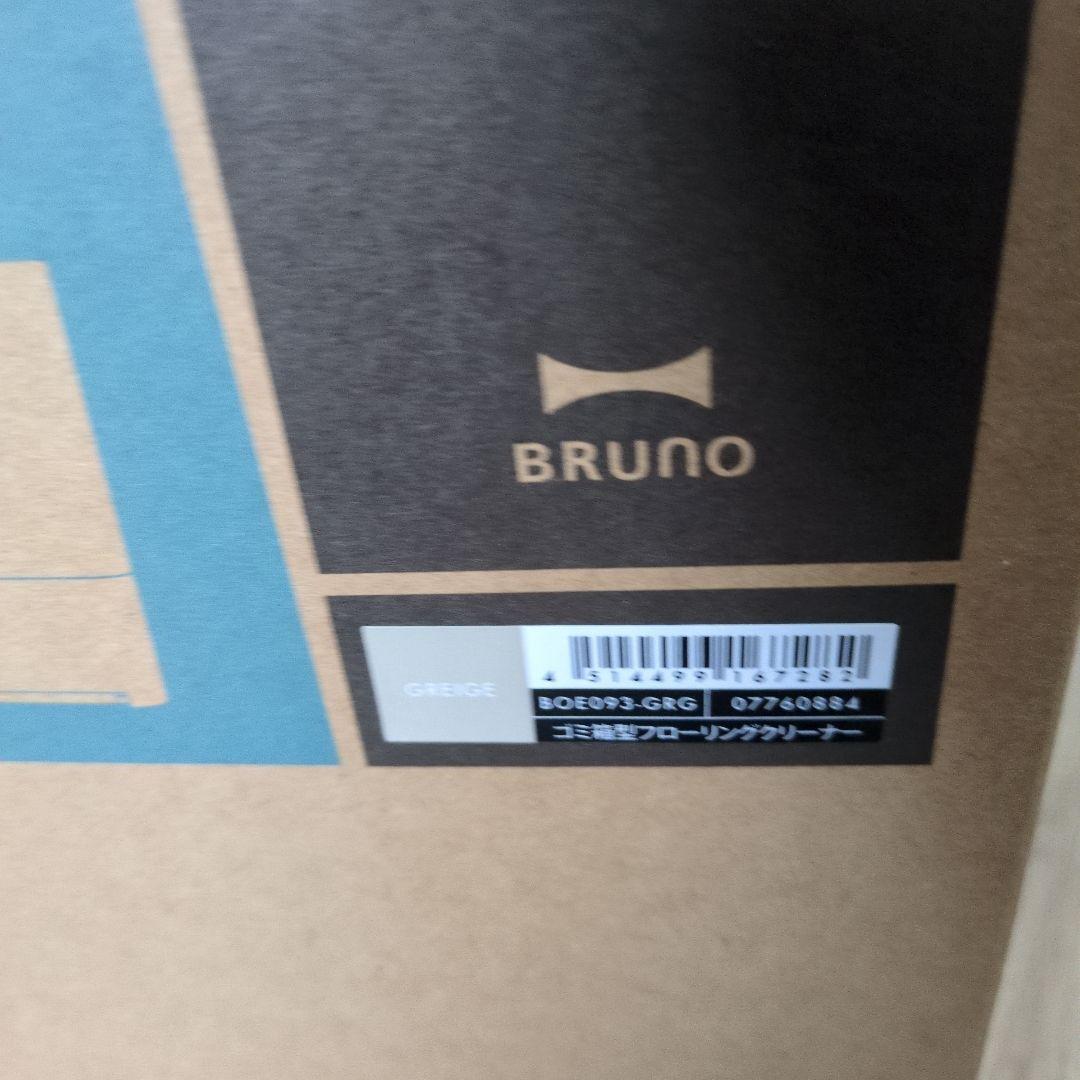 BRUNO
GREIGE
4 514499 167282
BOE093-GRG 07760884
ゴミ箱型フローリングクリーナー